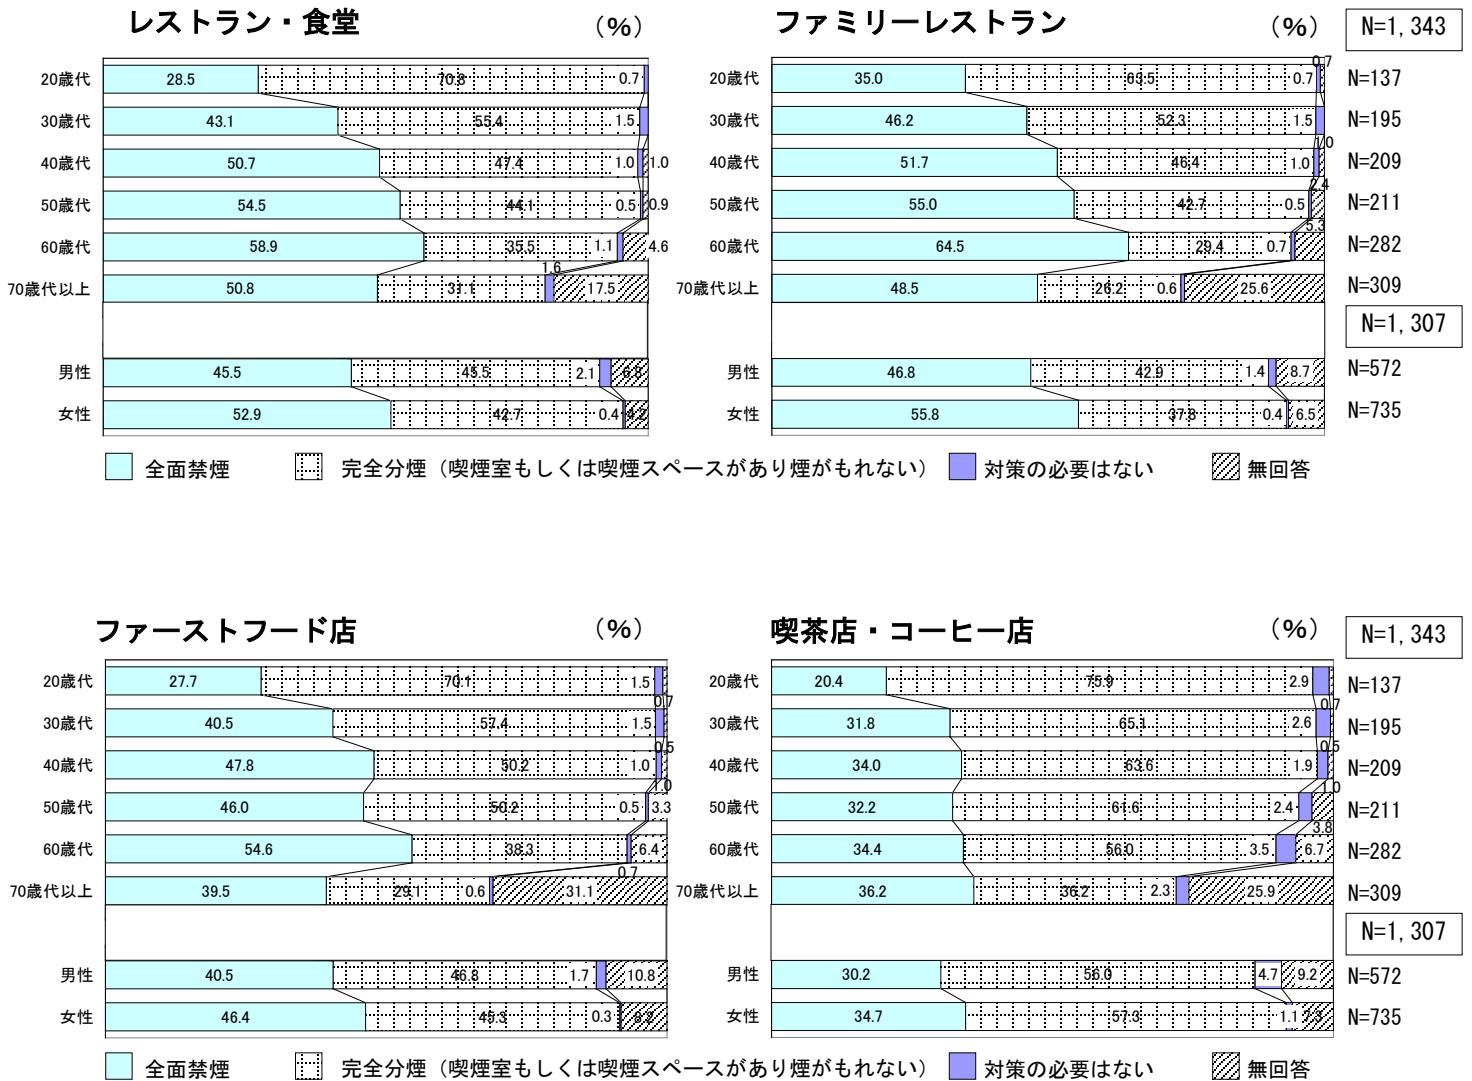 レストラン・食堂 （%） ファミリーレストラン （%） N=1,343
20歳代 28.5 70.8 0.7 20歳代 35.0 63.5 0.7 0.7 N=137
30歳代 43.1 55.4 1.5 30歳代 46.2 52.3 1.5 N=195
40歳代 50.7 47.4 1.0 1.0 40歳代 51.7 46.4 1.0 1.0 N=209
50歳代 54.5 44.1 0.5 0.9 50歳代 55.0 42.7 0.5 2.4 N=211
60歳代 58.9 35.5 1.1 4.6 60歳代 64.5 29.4 0.7 5.3 N=282
70歳代以上 50.8 31.1 1.6 17.5 70歳代以上 48.5 26.2 0.6 25.6 N=309
N=1,307
男性 45.5 2.1 男性 46.8 42.9 1.4 8.7 N=572
女性 52.9 42.7 0.4 4.2 女性 55.8 37.8 0.4 6.5 N=735
全面禁煙 完全分煙（喫煙室もしくは喫煙スペースがあり煙がもれない） 対策の必要はない 無回答
ファーストフード店 （%） 喫茶店・コーヒー店 （%） N=1,343
20歳代 27.7 70.1 1.5 0.7 20歳代 20.4 75.9 2.9 0.7 N=137
30歳代 40.5 57.4 1.5 0.5 30歳代 31.8 65.1 2.6 0.5 N=195
40歳代 47.8 50.2 1.0 1.0 40歳代 34.0 63.6 1.9 1.0 N=209
50歳代 46.0 50.2 0.5 3.3 50歳代 32.2 61.6 2.4 3.8 N=211
60歳代 54.6 38.3 0.7 6.4 60歳代 34.4 56.0 3.5 6.7 N=282
70歳代以上 39.5 29.1 0.6 31.1 70歳代以上 36.2 36.2 2.3 25.9 N=309
N=1,307
男性 40.5 46.8 1.7 10.8 男性 30.2 56.0 4.7 9.2 N=572
女性 46.4 45.3 0.3 女性 34.7 57.3 1.1 N=735
全面禁煙 完全分煙（喫煙室もしくは喫煙スペースがあり煙がもれない） 対策の必要はない 無回答